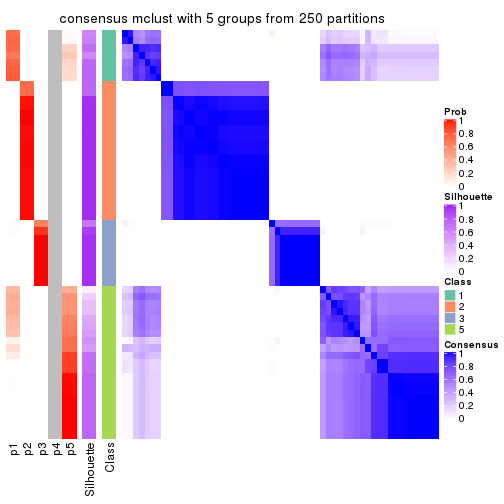 consensus mclust with 5 groups from 250 partitions
Prob
1
0.8
0.6
0.4
0.2
0
Silhouette
1
0.8
0.6
0.4
0.2
0
Class
1
2
3
5
Consensus
1
0.8
0.6
0.4
0.2
0
p1
p2
p3
p4
p5
Silhouette
Class